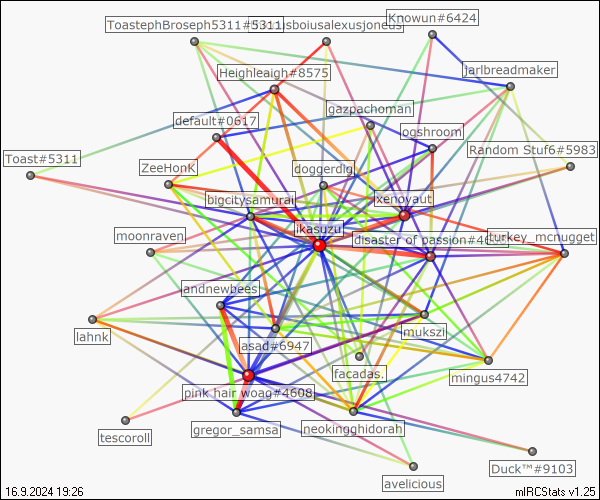 ToastephBroseph5311#5311
Knowun#6424
jarlbreadmaker
Heighleaigh#8575
gazpachoman
default#0617
ogshroom
Random Stuf6#5983
Toast#5311
ZeeHonK
doggerdig
bigcitysamurai
xenoyaut
ikasuzu
moonraven
disaster of passion#46
turkey_mcnugget
andnewbees
mukszi
lahnk
asad#6947
facadas.
mingus4742
pink hair woag#4608
gregor_samsa
neokingghidorah
tescoroll
Duck™#9103
avelicious
16.9.2024 19:26
mIRCStats v1.25